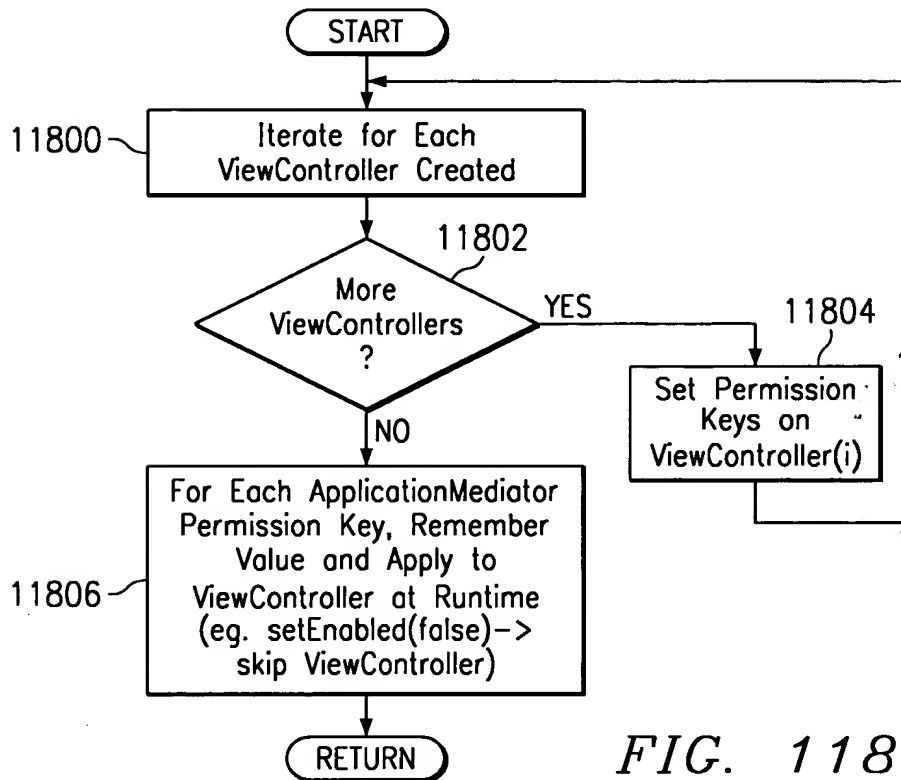 START
11800
Iterate for Each
ViewController Created
11802
More
ViewControllers
?
YES
11804
Set Permission
Keys on
ViewController(i)
NO
11806
For Each ApplicationMediator
Permission Key, Remember
Value and Apply to
ViewController at Runtime
(eg. setEnabled(false)->
skip ViewController)
RETURN
FIG. 118